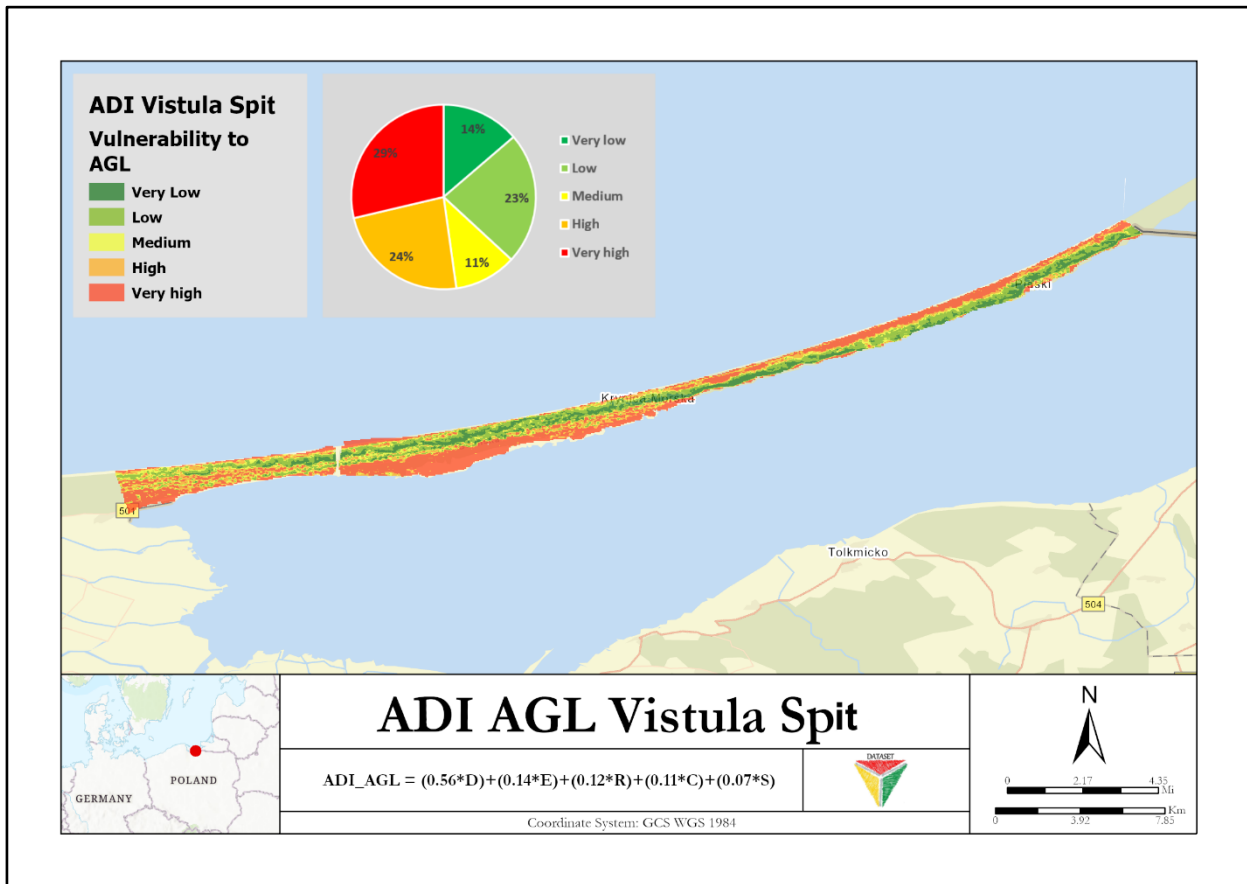 ADI Vistula Spit
Vulnerability to
AGL
Very Low
Low
Medium
High
Very high
14%
23%
11%
24%
29%
Very low
Low
Medium
High
Very high
Piaski
Krynica Morska
501
Tolkmicko
504
POLAND
GERMANY
ADI AGL Vistula Spit
ADI_AGL = (0.56*D)+(0.14*E)+(0.12*R)+(0.11*C)+(0.07*S)
DATASET
Coordinate System: GCS WGS 1984
N
0 2.17 4.35
Mi
Km
0 3.92 7.85